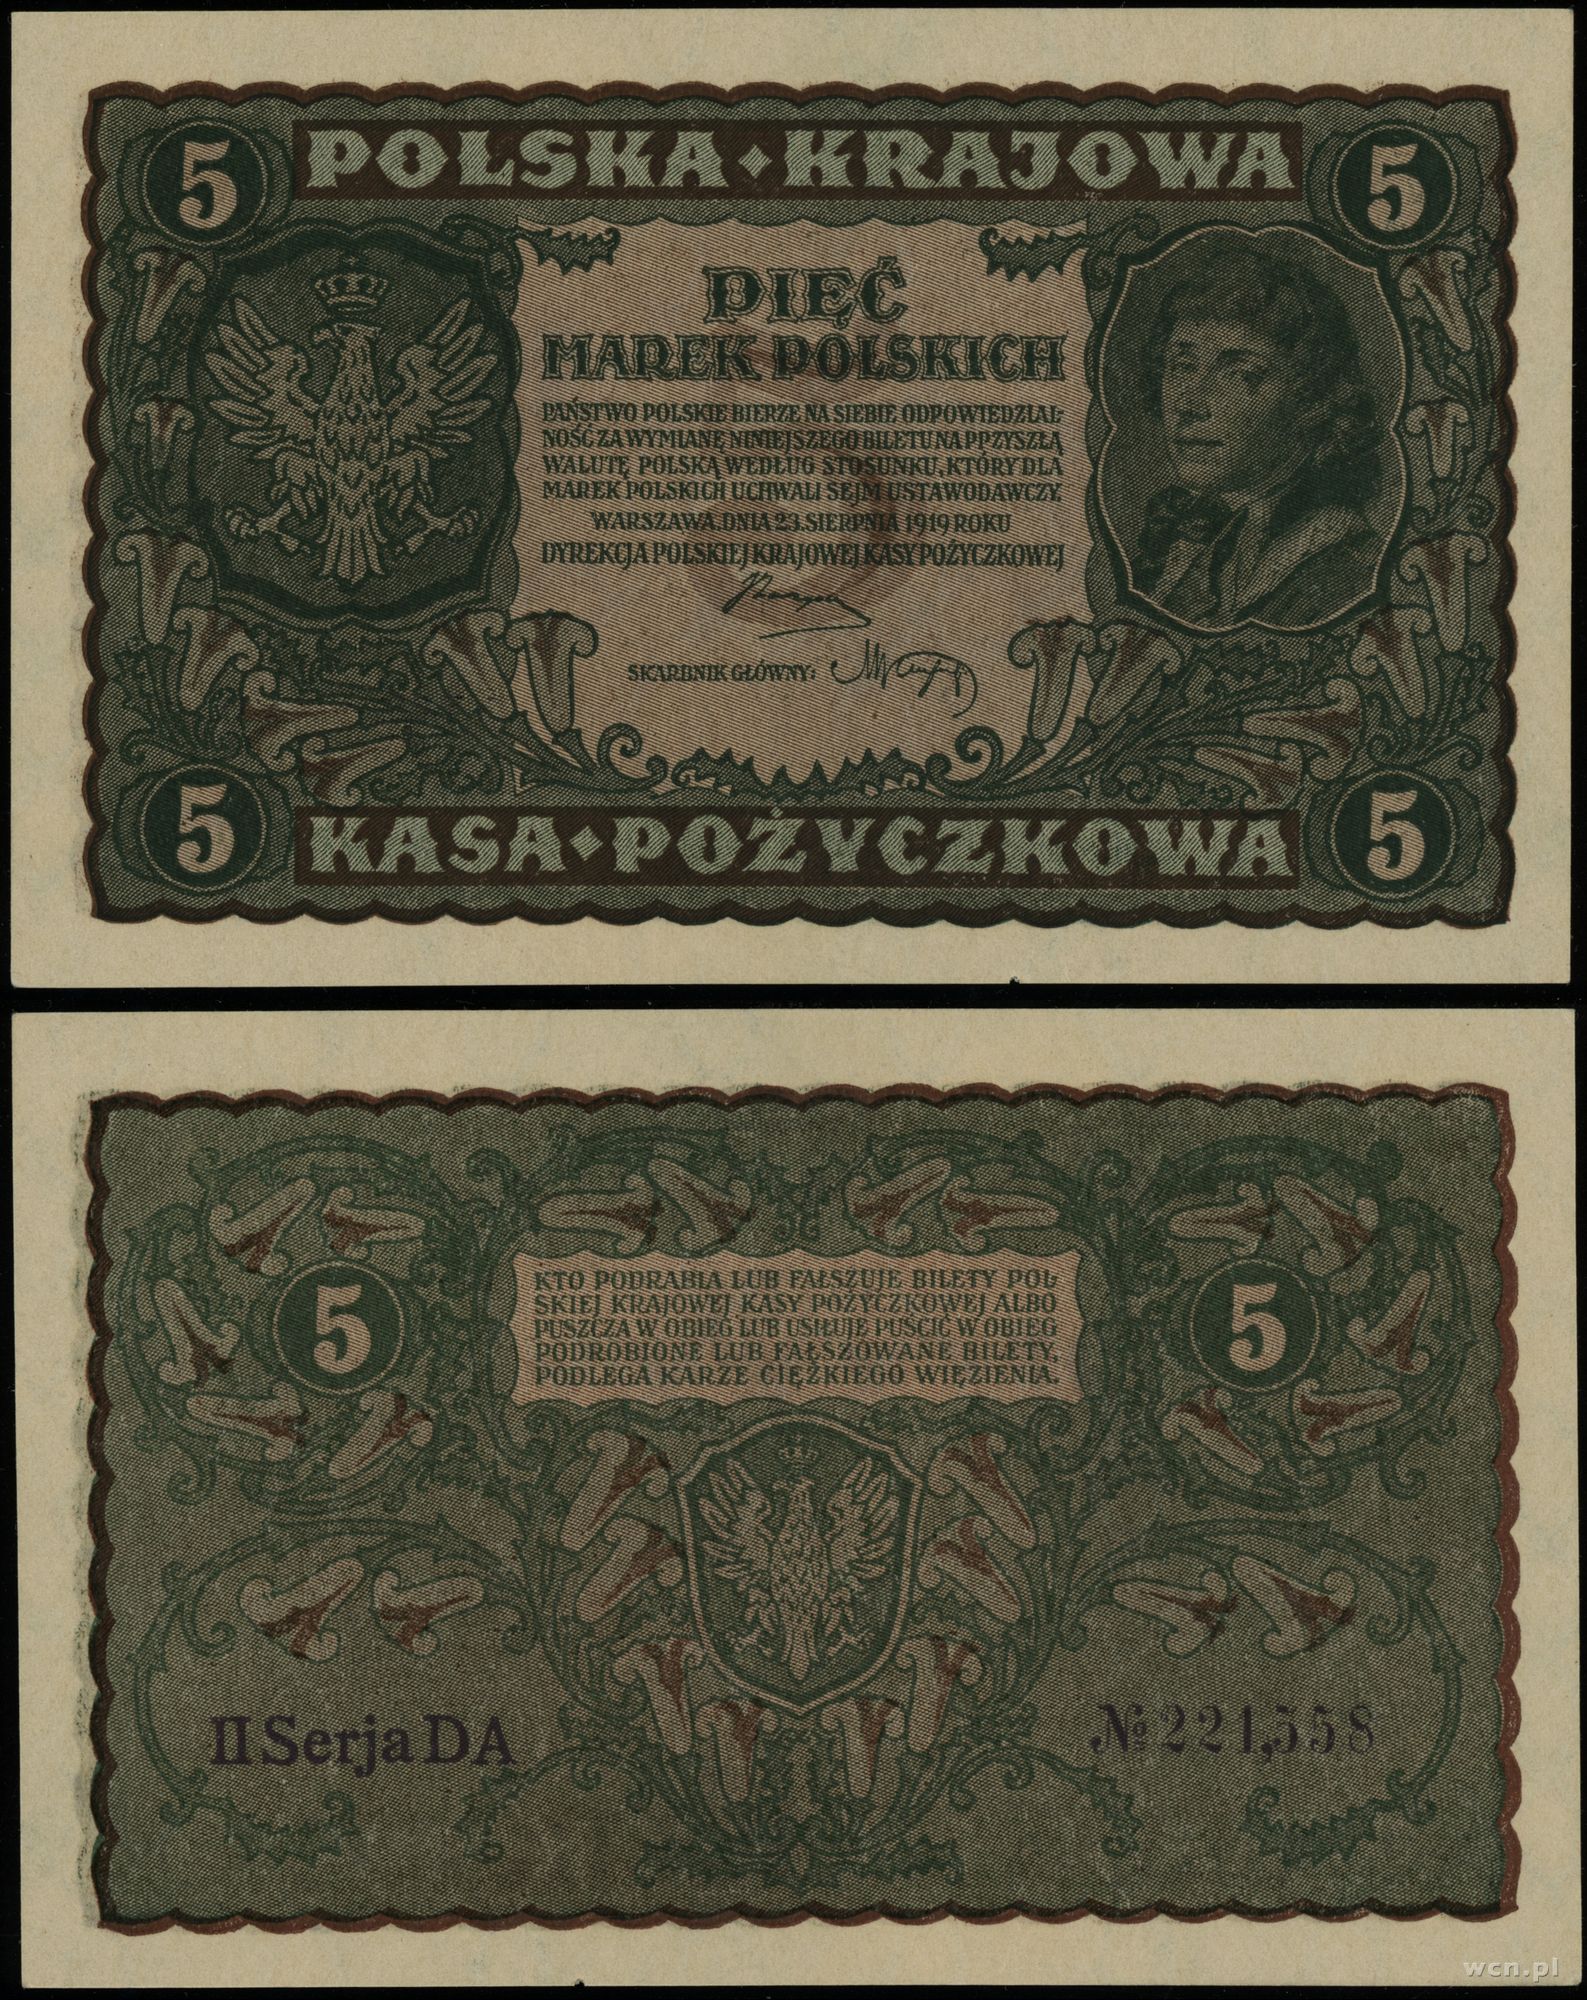 5 POLSKA◆KRAJOWA 5
PIĘĆ
MAREK POLSKICH
PAŃSTWO POLSKIE BIERZE NA SIEBIE ODPOWIEDZIAL-
NOŚĆ ZA WYMIANĘ NINIEJSZEGO BILETU NA PRZYSZŁĄ
WALUTĘ POLSKĄ WEDŁUG STOSUNKU, KTÓRY DLA
MAREK POLSKICH UCHWALI SEJM USTAWODAWCZY.
WARSZAWA, DNIA 23. SIERPNIA 1919 ROKU
DYREKCJA POLSKIEJ KRAJOWEJ KASY POŻYCZKOWEJ
SKARBNIK GŁÓWNY:
5 KASA◆POŻYCZKOWA 5
KTO PODRABIA LUB FAŁSZUJE BILETY POL-
SKIEJ KRAJOWEJ KASY POŻYCZKOWEJ ALBO
5 PUSZCZA W OBIEG LUB USIŁUJE PUŚCIĆ W OBIEG 5
PODROBIONE LUB FAŁSZOWANE BILETY,
PODLEGA KARZE CIĘŻKIEGO WIĘZIENIA.
II Serja DA № 221,558
wcn.pl